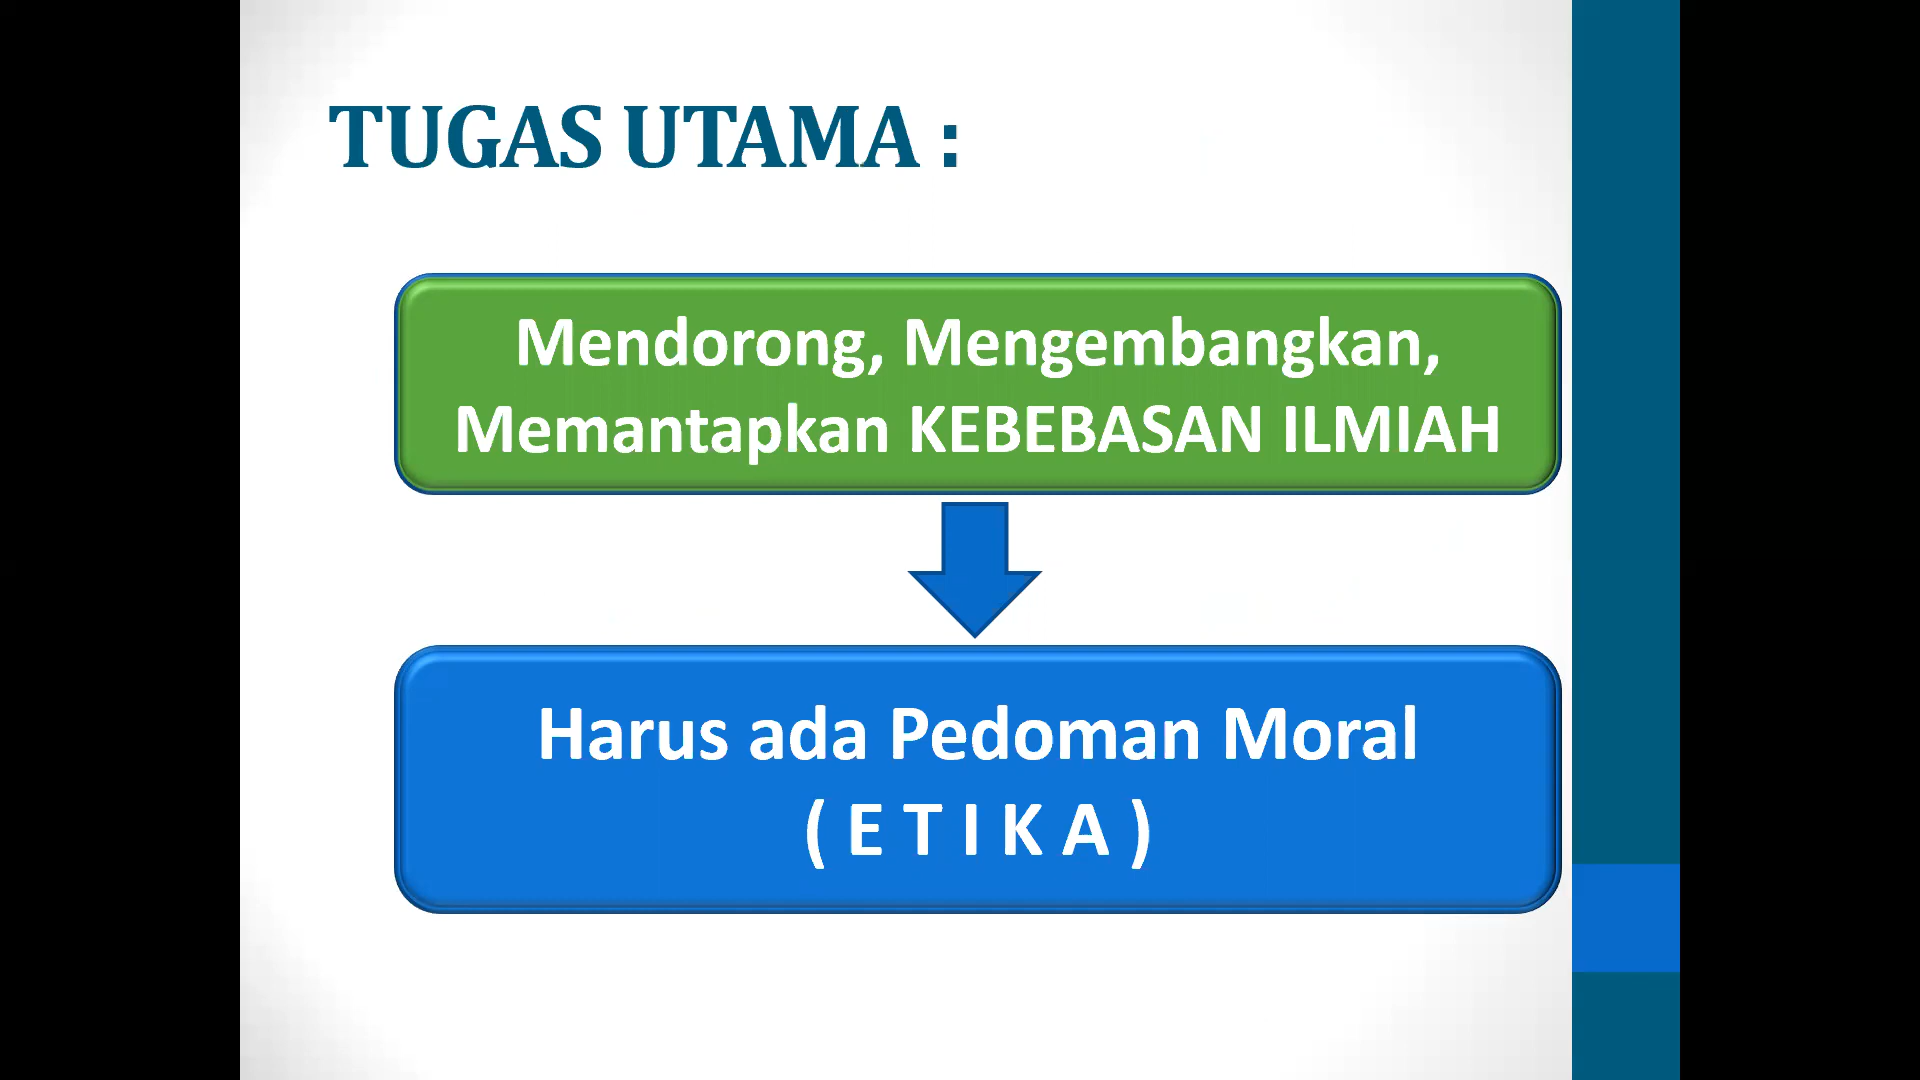 TUGAS UTAMA :
Mendorong, Mengembangkan,
Memantapkan KEBEBASAN ILMIAH
Harus ada Pedoman Moral
( E T I K A )